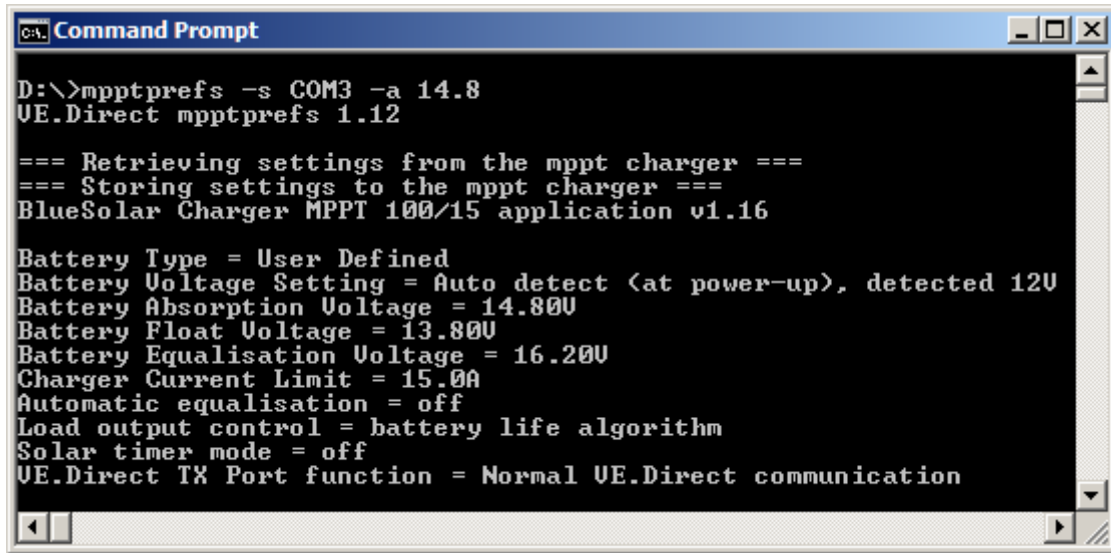 Command Prompt
D:\>mpptprefs -s COM3 -a 14.8
VE.Direct mpptprefs 1.12
=== Retrieving settings from the mppt charger ===
=== Storing settings to the mppt charger ===
BlueSolar Charger MPPT 100/15 application v1.16
Battery Type = User Defined
Battery Voltage Setting = Auto detect (at power-up), detected 12V
Battery Absorption Voltage = 14.80V
Battery Float Voltage = 13.80V
Battery Equalisation Voltage = 16.20V
Charger Current Limit = 15.0A
Automatic equalisation = off
Load output control = battery life algorithm
Solar timer mode = off
VE.Direct TX Port function = Normal VE.Direct communication